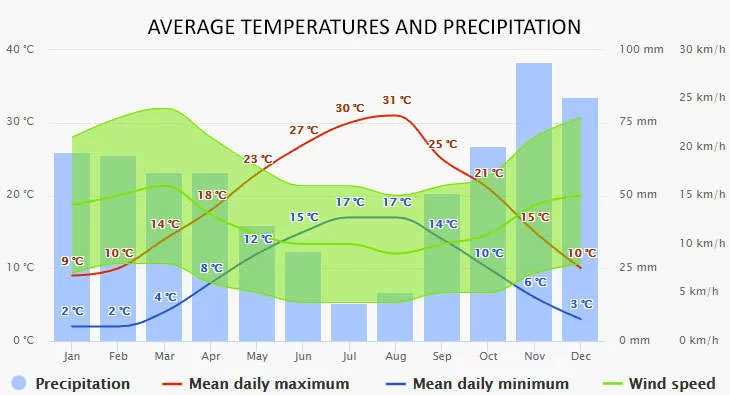 AVERAGE TEMPERATURES AND PRECIPITATION
40 °C 100 mm 30 km/h
31 °C
30 °C
25 km/h
27 °C
30 °C 75 mm
25 °C
23 °C
20 km/h
21 °C
18 °C
20 °C 17 °C 17 °C 50 mm 15 km/h
14 °C 15 °C 14 °C 15 °C
12 °C
9 °C 10 °C 10 °C 10 °C 10 km/h
8 °C
10 °C 25 mm
6 °C
4 °C 5 km/h
2 °C 2 °C 3 °C
0 °C 0 mm 0 km/h
Jan Feb Mar Apr May Jun Jul Aug Sep Oct Nov Dec
Precipitation Mean daily maximum Mean daily minimum Wind speed